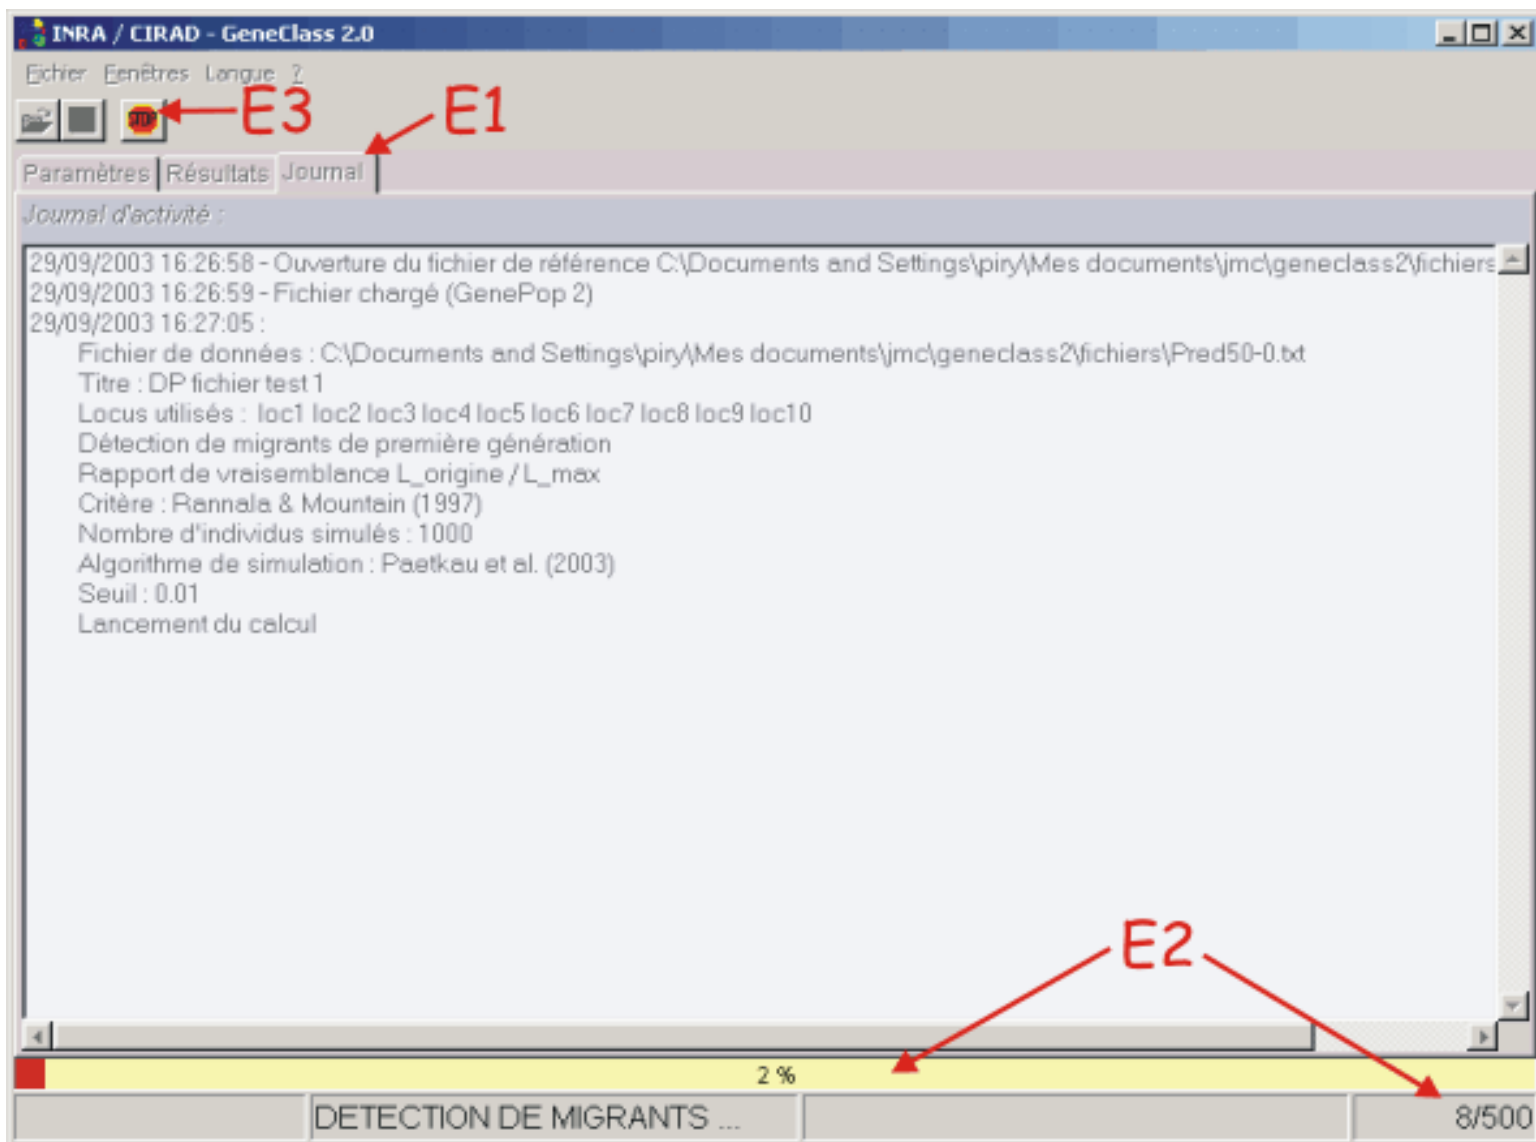 INRA / CIRAD - GeneClass 2.0
Fichier Fenêtres Langue ?
STOP E3 E1
Paramètres Résultats Journal
Journal d'activité :
29/09/2003 16:26:58 - Ouverture du fichier de référence C:\Documents and Settings\piry\Mes documents\jmc\geneclass2\fichiers
29/09/2003 16:26:59 - Fichier chargé (GenePop 2)
29/09/2003 16:27:05 :
Fichier de données : C:\Documents and Settings\piry\Mes documents\jmc\geneclass2\fichiers\Pred50-0.txt
Titre : DP fichier test 1
Locus utilisés : loc1 loc2 loc3 loc4 loc5 loc6 loc7 loc8 loc9 loc10
Détection de migrants de première génération
Rapport de vraisemblance L_origine / L_max
Critère : Rannala & Mountain (1997)
Nombre d'individus simulés : 1000
Algorithme de simulation : Paetkau et al. (2003)
Seuil : 0.01
Lancement du calcul
E2
2 %
DETECTION DE MIGRANTS ... 8/500